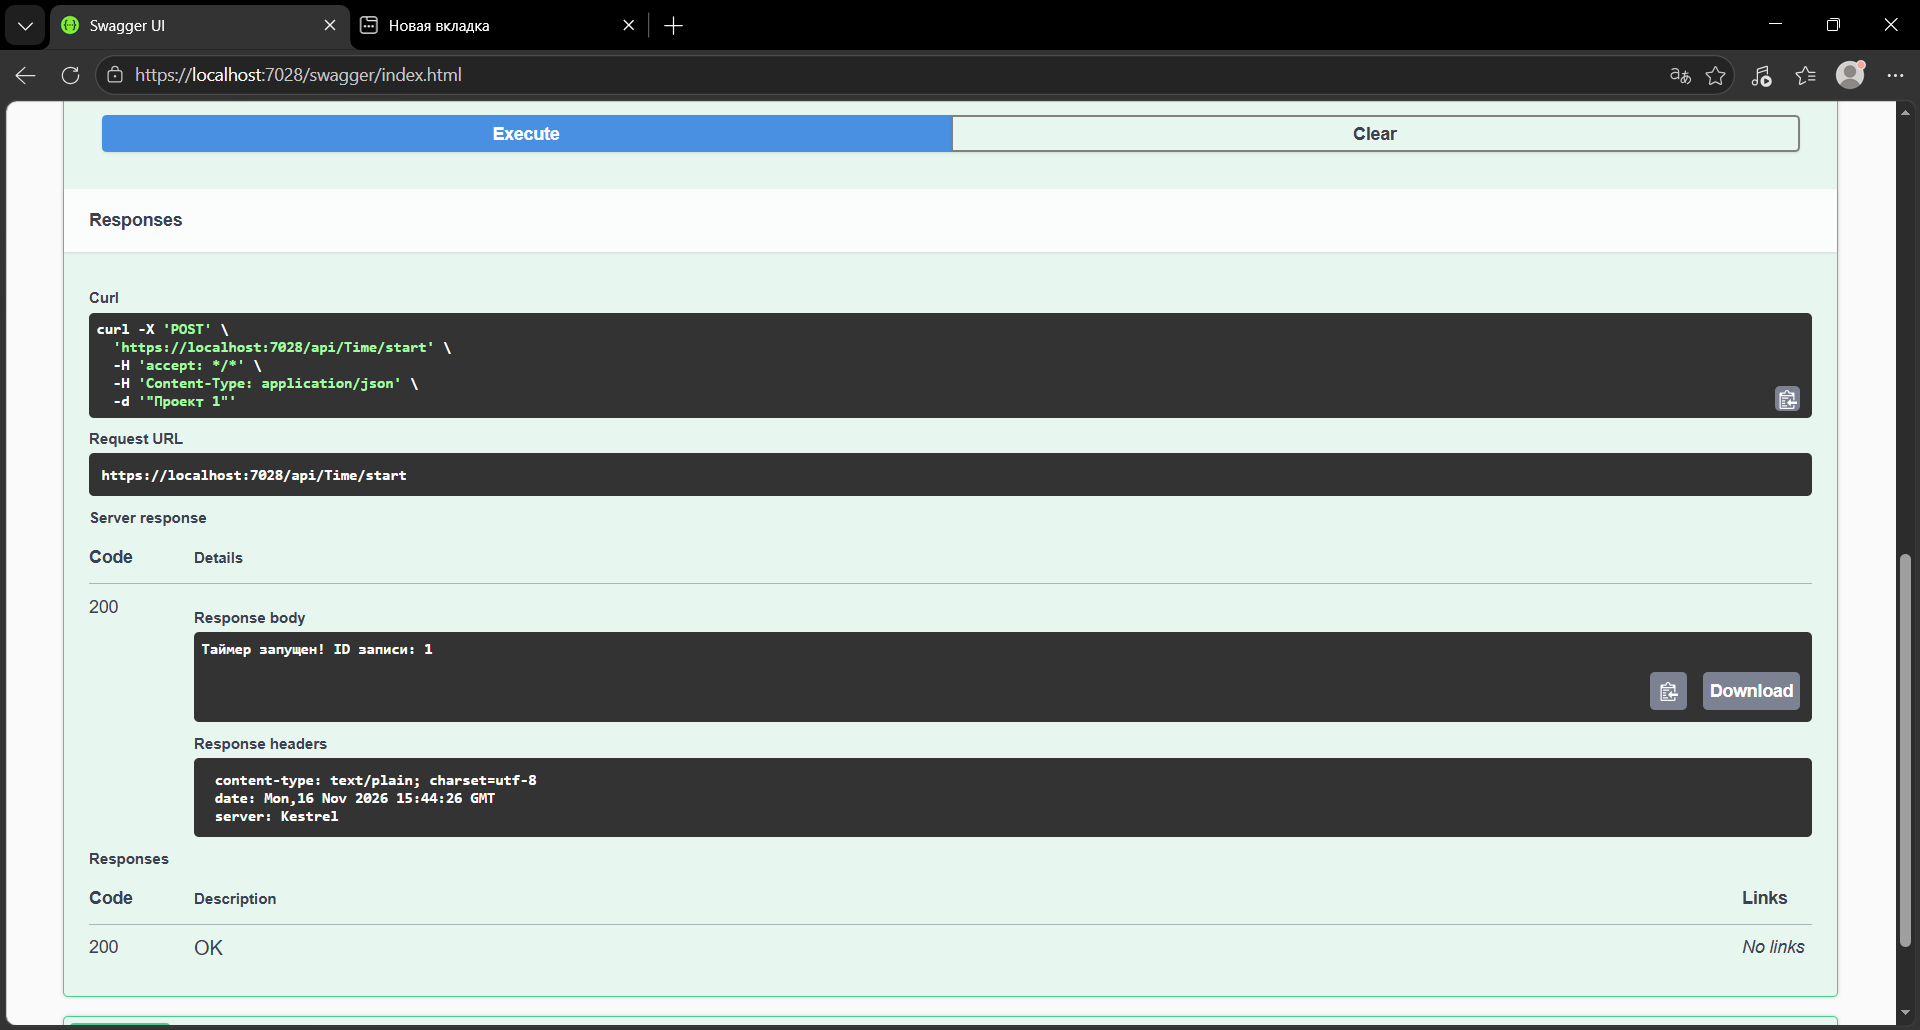 Swagger UI
Новая вкладка
https://localhost:7028/swagger/index.html
Execute
Clear
Responses
Curl
curl -X 'POST' \
'https://localhost:7028/api/Time/start' \
-H 'accept: */*' \
-H 'Content-Type: application/json' \
-d '"Проект 1"'
Request URL
https://localhost:7028/api/Time/start
Server response
Code Details
200
Response body
Таймер запущен! ID записи: 1
Download
Response headers
content-type: text/plain; charset=utf-8
date: Mon,16 Nov 2026 15:44:26 GMT
server: Kestrel
Responses
Code Description Links
200 OK No links